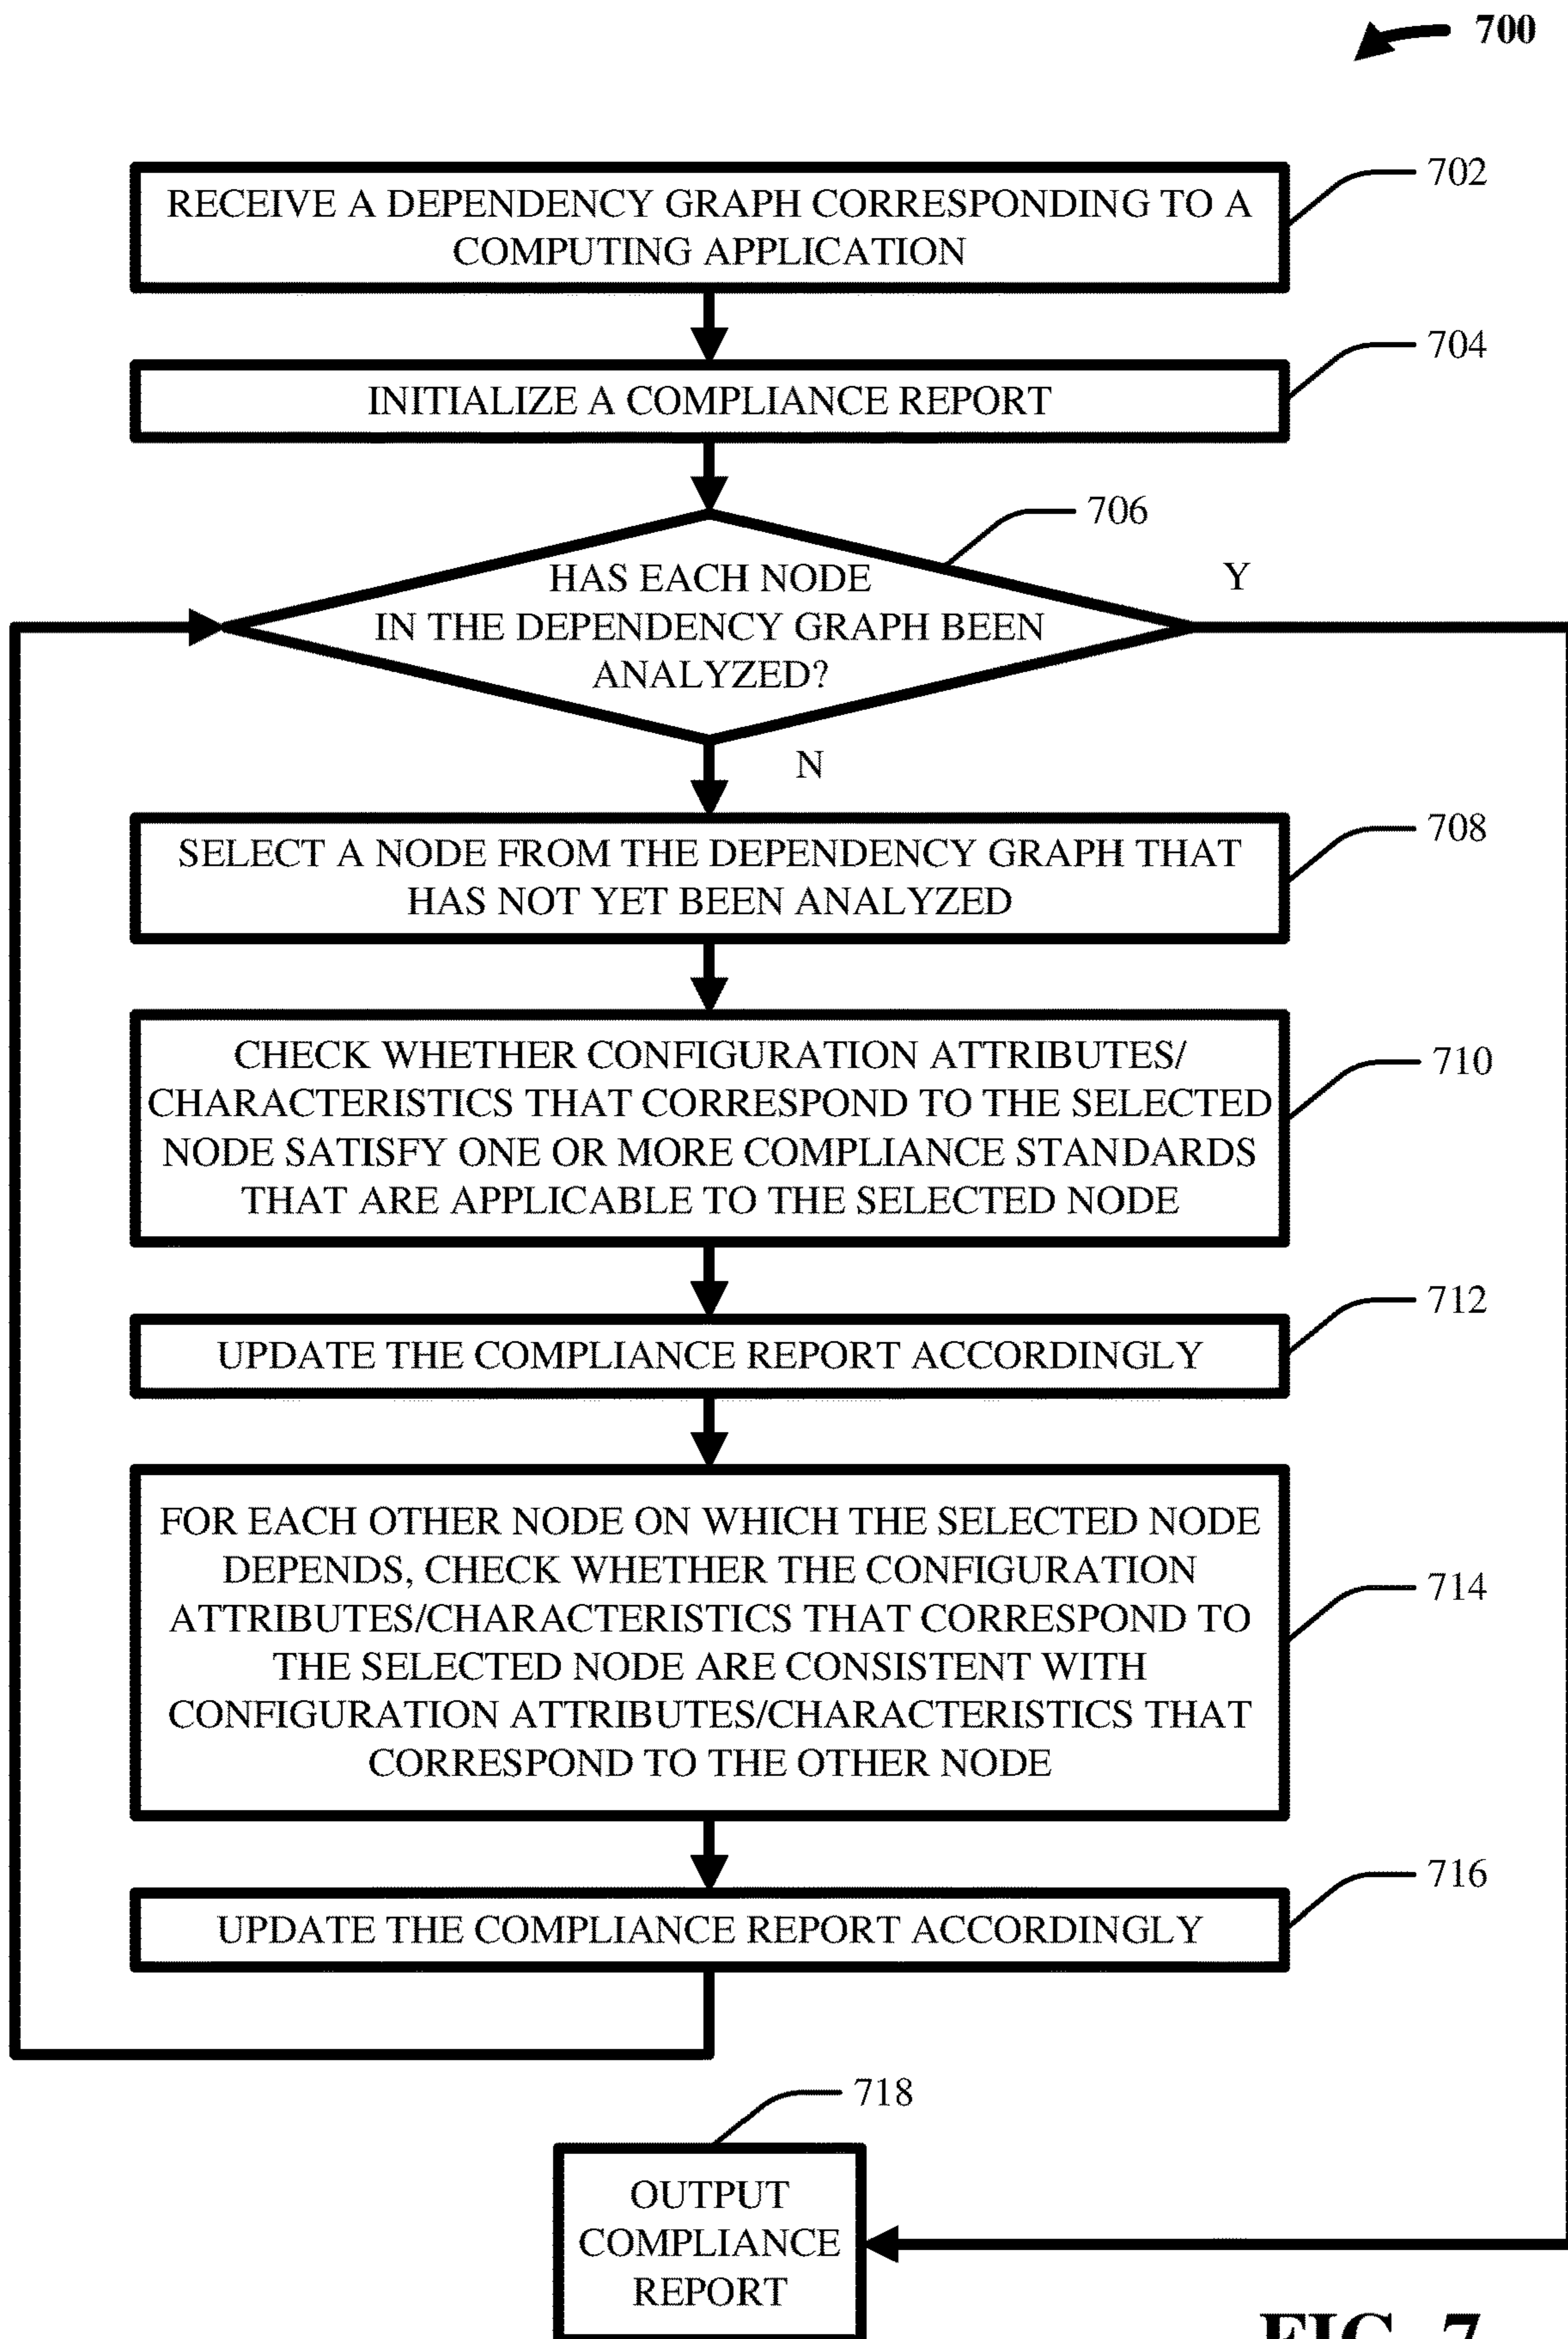 700
702
RECEIVE A DEPENDENCY GRAPH CORRESPONDING TO A
COMPUTING APPLICATION
704
INITIALIZE A COMPLIANCE REPORT
706
HAS EACH NODE
IN THE DEPENDENCY GRAPH BEEN
ANALYZED?
Y
N
708
SELECT A NODE FROM THE DEPENDENCY GRAPH THAT
HAS NOT YET BEEN ANALYZED
710
CHECK WHETHER CONFIGURATION ATTRIBUTES/
CHARACTERISTICS THAT CORRESPOND TO THE SELECTED
NODE SATISFY ONE OR MORE COMPLIANCE STANDARDS
THAT ARE APPLICABLE TO THE SELECTED NODE
712
UPDATE THE COMPLIANCE REPORT ACCORDINGLY
714
FOR EACH OTHER NODE ON WHICH THE SELECTED NODE
DEPENDS, CHECK WHETHER THE CONFIGURATION
ATTRIBUTES/CHARACTERISTICS THAT CORRESPOND TO
THE SELECTED NODE ARE CONSISTENT WITH
CONFIGURATION ATTRIBUTES/CHARACTERISTICS THAT
CORRESPOND TO THE OTHER NODE
716
UPDATE THE COMPLIANCE REPORT ACCORDINGLY
718
OUTPUT
COMPLIANCE
REPORT
FIG. 7